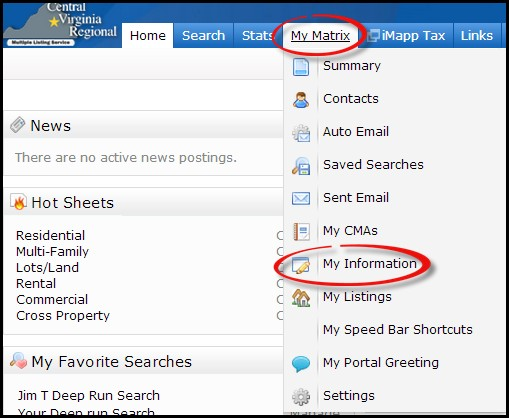 Central
Virginia
Regional
Multiple Listing Service
Home Search Stats My Matrix iMapp Tax Links
Summary
Contacts
Auto Email
Saved Searches
Sent Email
My CMAs
My Information
My Listings
My Speed Bar Shortcuts
My Portal Greeting
Settings
News
There are no active news postings.
Hot Sheets
Residential
Multi-Family
Lots/Land
Rental
Commercial
Cross Property
My Favorite Searches
Jim T Deep run Search
Your Deep run Search
Manage